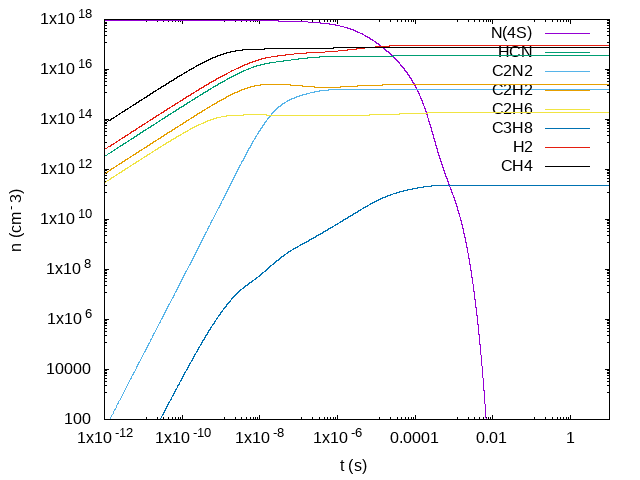 1x10^18
1x10^16
1x10^14
1x10^12
1x10^10
1x10^8
1x10^6
10000
100
n (cm^-3)
N(4S)
HCN
C2N2
C2H2
C2H6
C3H8
H2
CH4
1x10^-12 1x10^-10 1x10^-8 1x10^-6 0.0001 0.01 1
t (s)